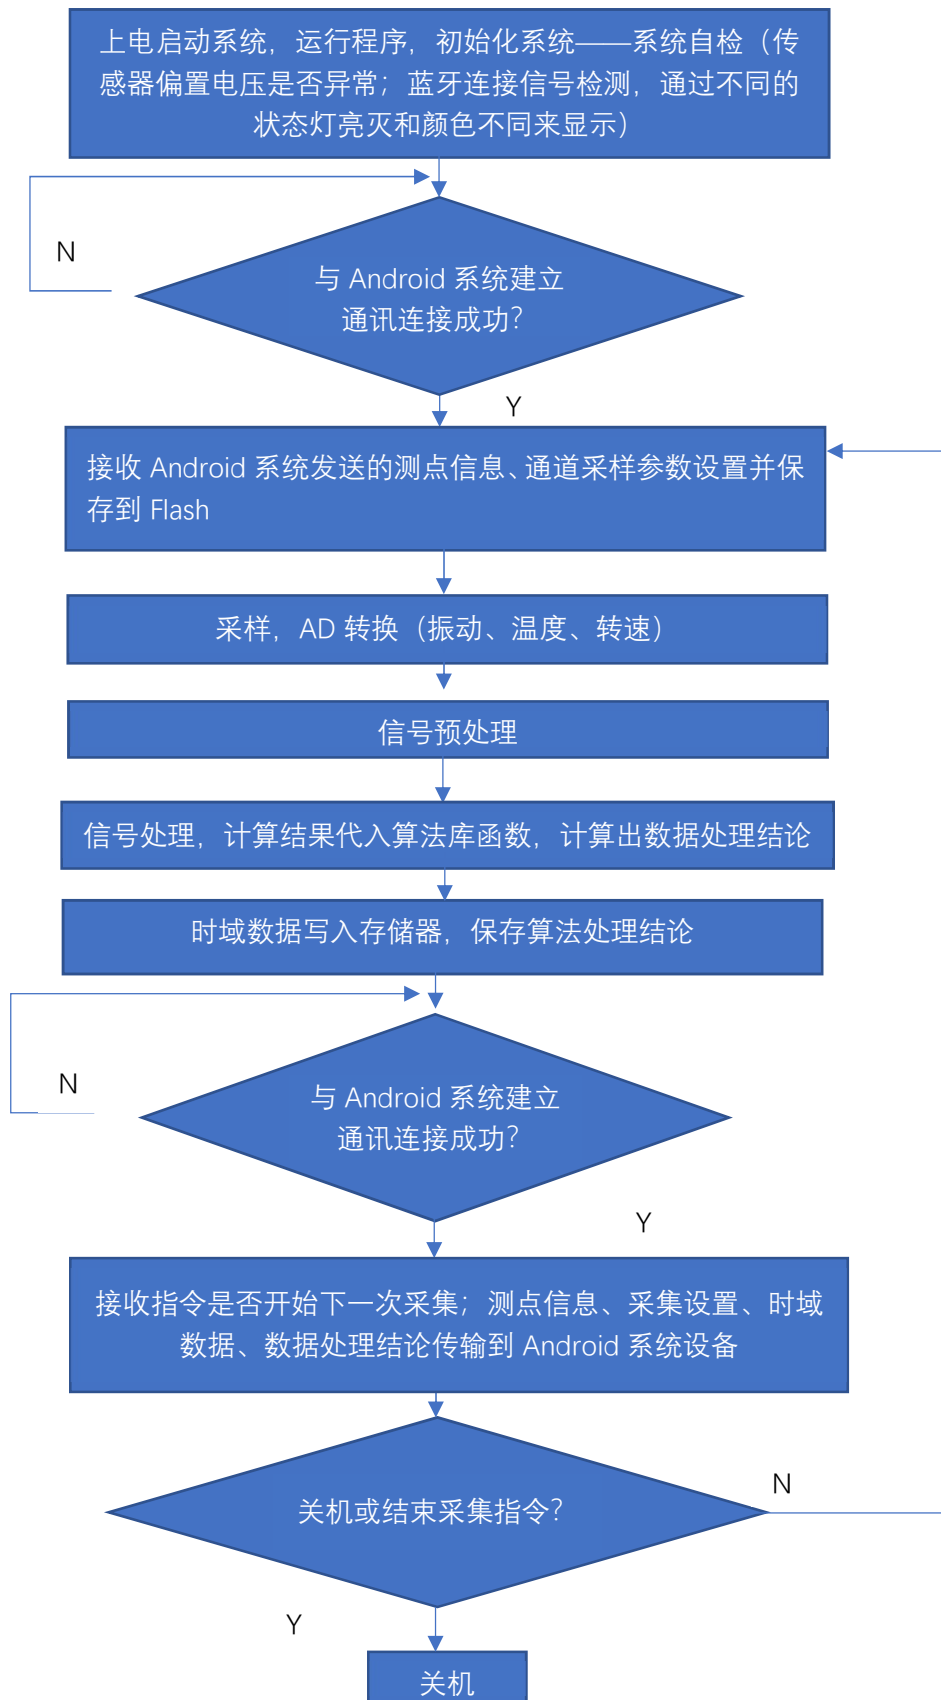 上电启动系统，运行程序，初始化系统——系统自检（传
感器偏置电压是否异常；蓝牙连接信号检测，通过不同的
状态灯亮灭和颜色不同来显示）
N
与 Android 系统建立
通讯连接成功？
Y
接收 Android 系统发送的测点信息、通道采样参数设置并保
存到 Flash
采样，AD 转换（振动、温度、转速）
信号预处理
信号处理，计算结果代入算法库函数，计算出数据处理结论
时域数据写入存储器，保存算法处理结论
N
与 Android 系统建立
通讯连接成功？
Y
接收指令是否开始下一次采集；测点信息、采集设置、时域
数据、数据处理结论传输到 Android 系统设备
N
关机或结束采集指令？
Y
关机